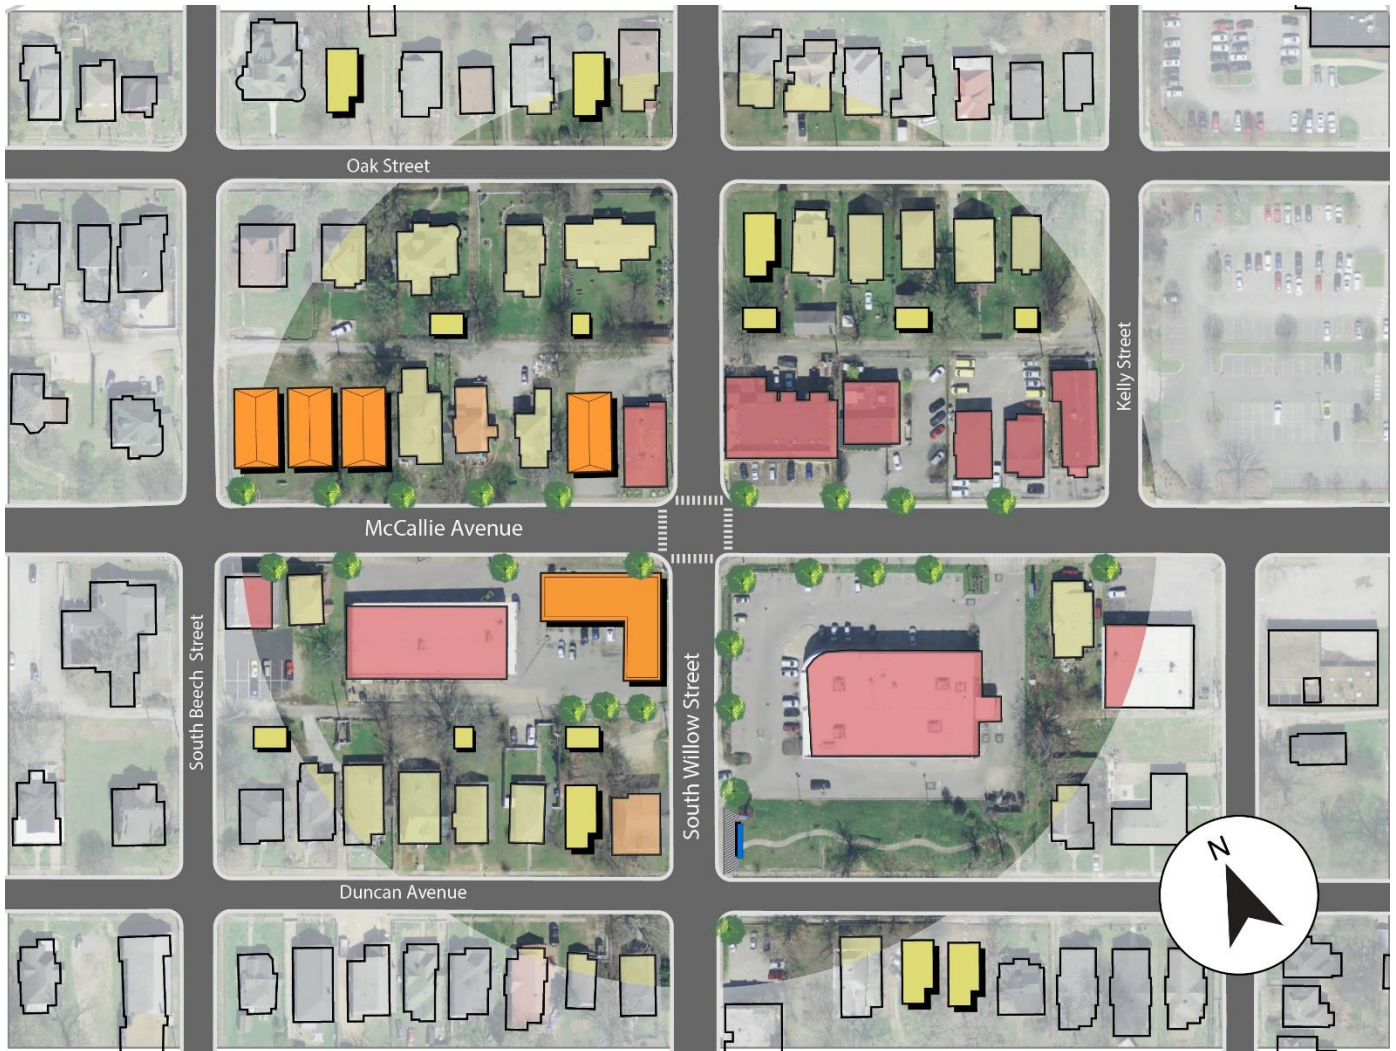 Oak Street
Kelly Street
McCallie Avenue
South Beech Street
South Willow Street
Duncan Avenue
N